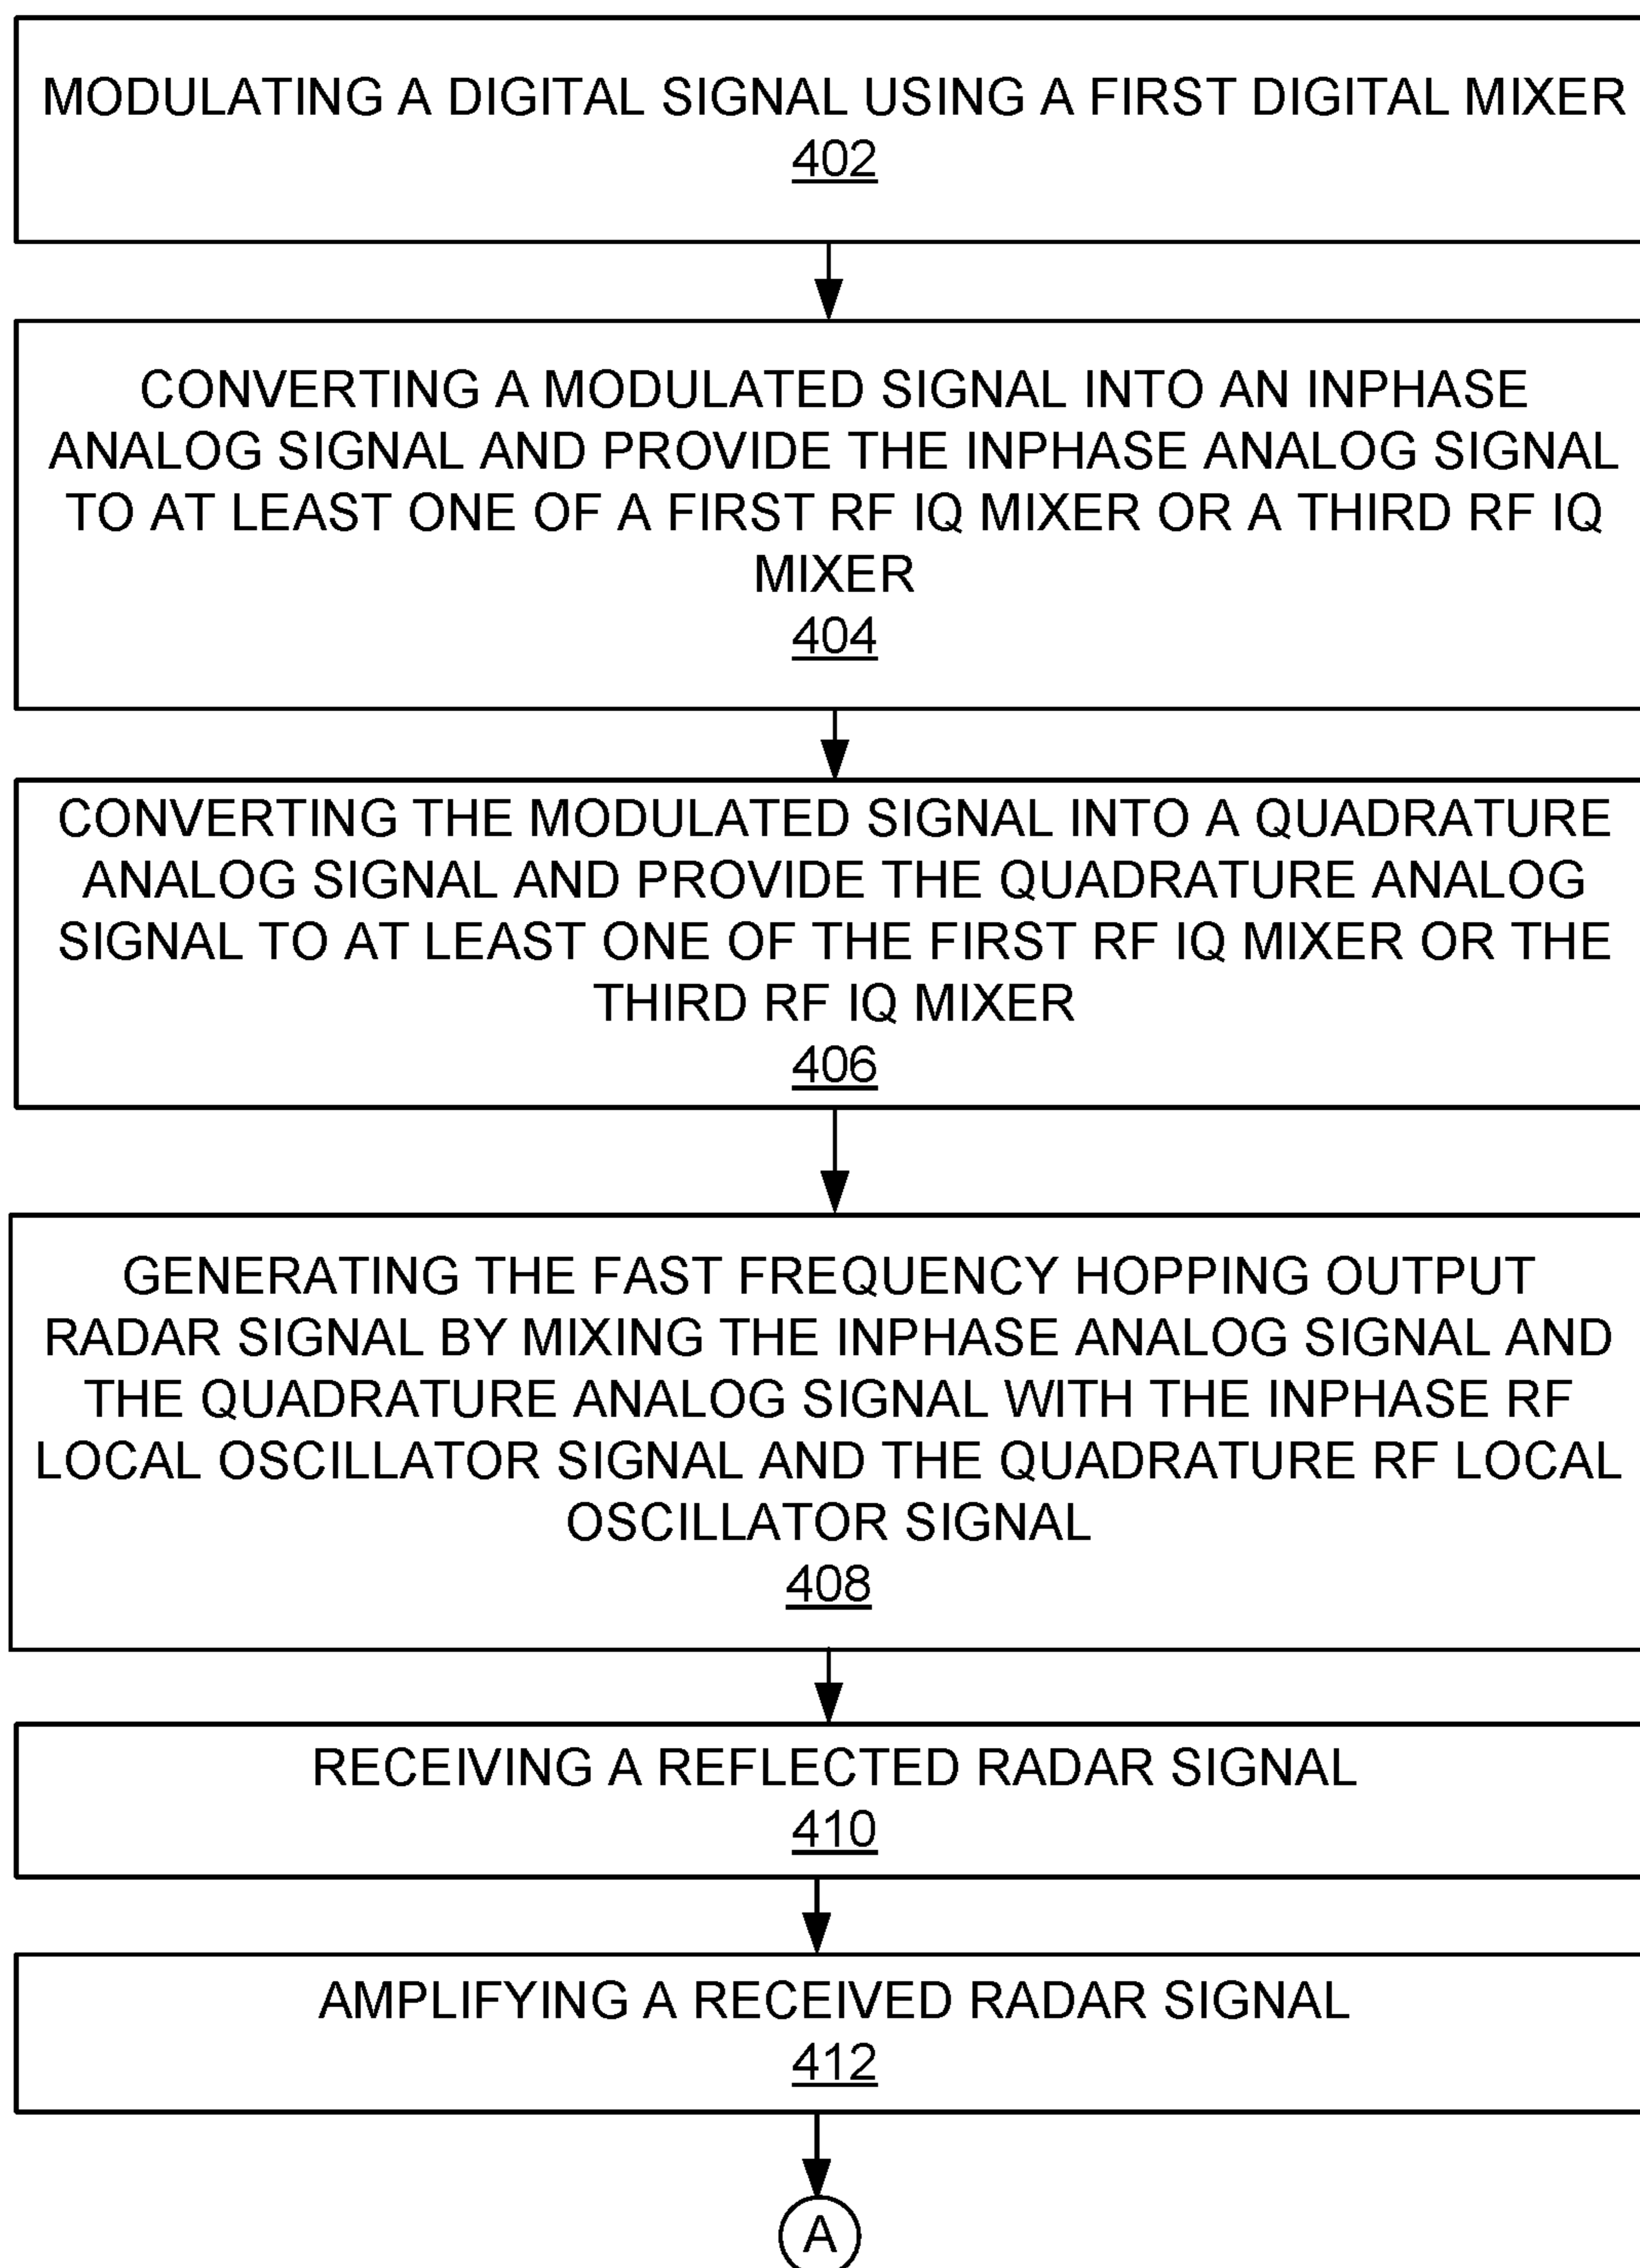 MODULATING A DIGITAL SIGNAL USING A FIRST DIGITAL MIXER
402
CONVERTING A MODULATED SIGNAL INTO AN INPHASE
ANALOG SIGNAL AND PROVIDE THE INPHASE ANALOG SIGNAL
TO AT LEAST ONE OF A FIRST RF IQ MIXER OR A THIRD RF IQ
MIXER
404
CONVERTING THE MODULATED SIGNAL INTO A QUADRATURE
ANALOG SIGNAL AND PROVIDE THE QUADRATURE ANALOG
SIGNAL TO AT LEAST ONE OF THE FIRST RF IQ MIXER OR THE
THIRD RF IQ MIXER
406
GENERATING THE FAST FREQUENCY HOPPING OUTPUT
RADAR SIGNAL BY MIXING THE INPHASE ANALOG SIGNAL AND
THE QUADRATURE ANALOG SIGNAL WITH THE INPHASE RF
LOCAL OSCILLATOR SIGNAL AND THE QUADRATURE RF LOCAL
OSCILLATOR SIGNAL
408
RECEIVING A REFLECTED RADAR SIGNAL
410
AMPLIFYING A RECEIVED RADAR SIGNAL
412
A